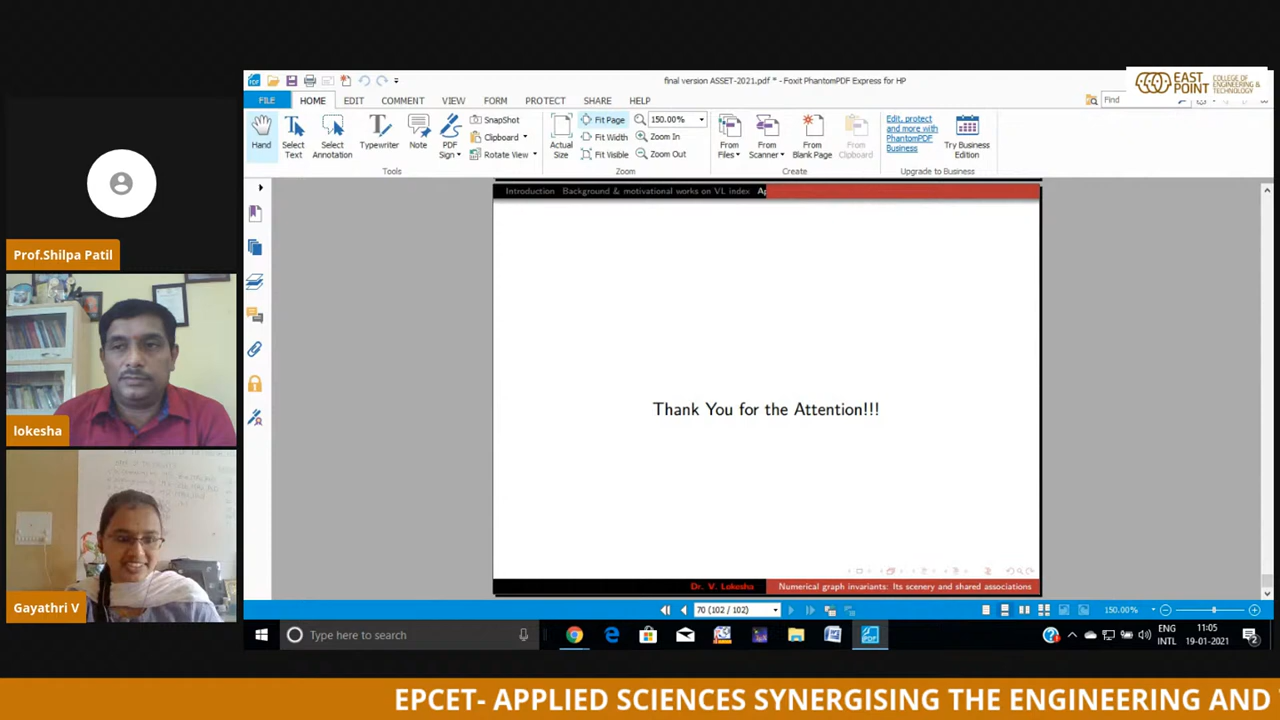 final version ASSET-2021.pdf * - Foxit PhantomPDF Express for HP
EAST POINT
COLLEGE OF ENGINEERING & TECHNOLOGY
FILE HOME EDIT COMMENT VIEW FORM PROTECT SHARE HELP
Find
Hand
Select Text
Select Annotation
Typewriter
Note
PDF Sign
SnapShot
Clipboard
Rotate View
Tools
Actual Size
Fit Page
Fit Width
Fit Visible
150.00%
Zoom In
Zoom Out
Zoom
From Files
From Scanner
From Blank Page
From Clipboard
Create
Edit, protect and more with PhantomPDF Business
Try Business Edition
Upgrade to Business
Introduction Background & motivational works on VL index Ap
Prof.Shilpa Patil
lokesha
Gayathri V
Thank You for the Attention!!!
Dr. V. Lokesha Numerical graph invariants: Its scenery and shared associations
70 (102 / 102)
150.00%
Type here to search
ENG
INTL
11:05
19-01-2021
2
EPCET- APPLIED SCIENCES SYNERGISING THE ENGINEERING AND